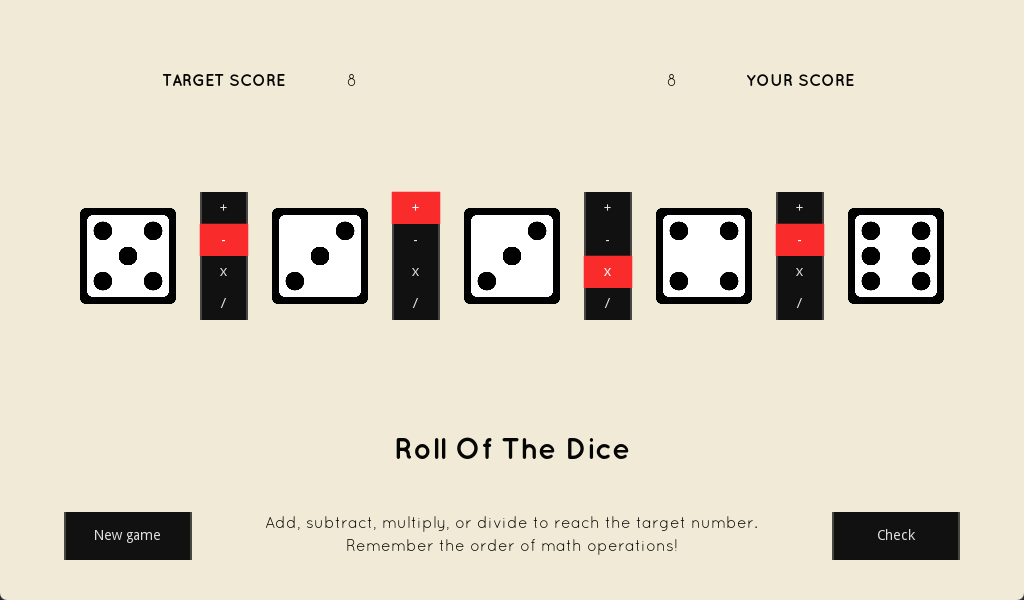 TARGET SCORE 8 8 YOUR SCORE
+ + + +
- - - -
x x x x
/ / / /
Roll Of The Dice
Add, subtract, multiply, or divide to reach the target number.
Remember the order of math operations!
New game
Check